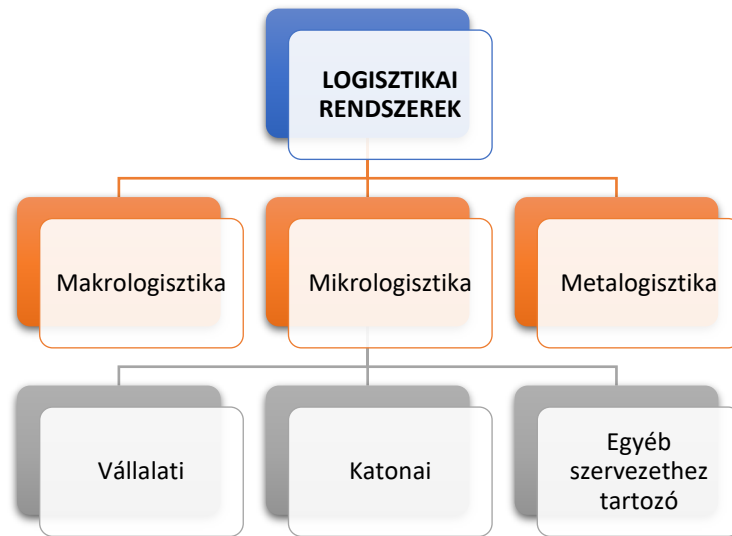 LOGISZTIKAI
RENDSZEREK
Makrologisztika
Mikrologisztika
Metalogisztika
Vállalati
Katonai
Egyéb
szervezethez
tartozó